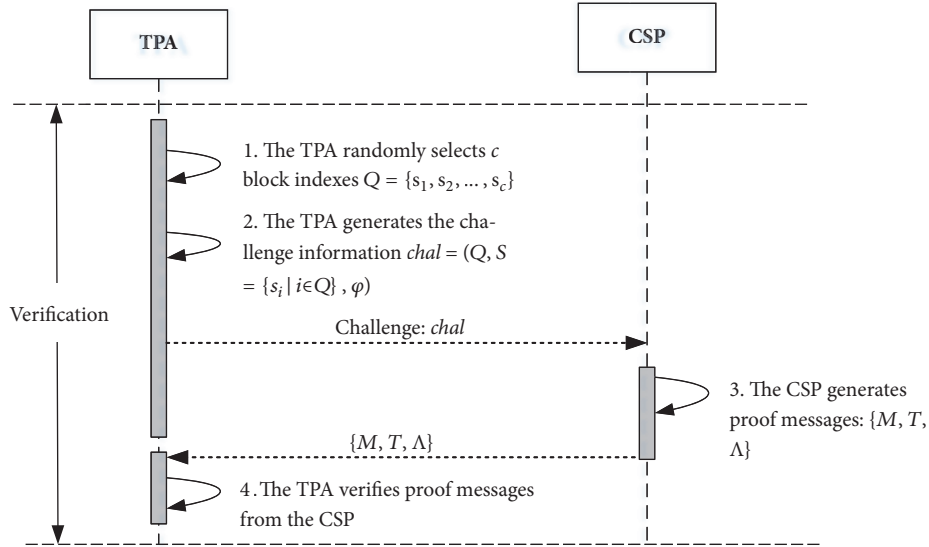 TPA
CSP
1. The TPA randomly selects c
block indexes Q = {s₁, s₂, ... , s_c}
2. The TPA generates the cha-
llenge information chal = (Q, S
= {s_i | i∈Q} , φ)
Verification
Challenge: chal
3. The CSP generates
proof messages: {M, T,
Λ}
{M, T, Λ}
4 .The TPA verifies proof messages
from the CSP